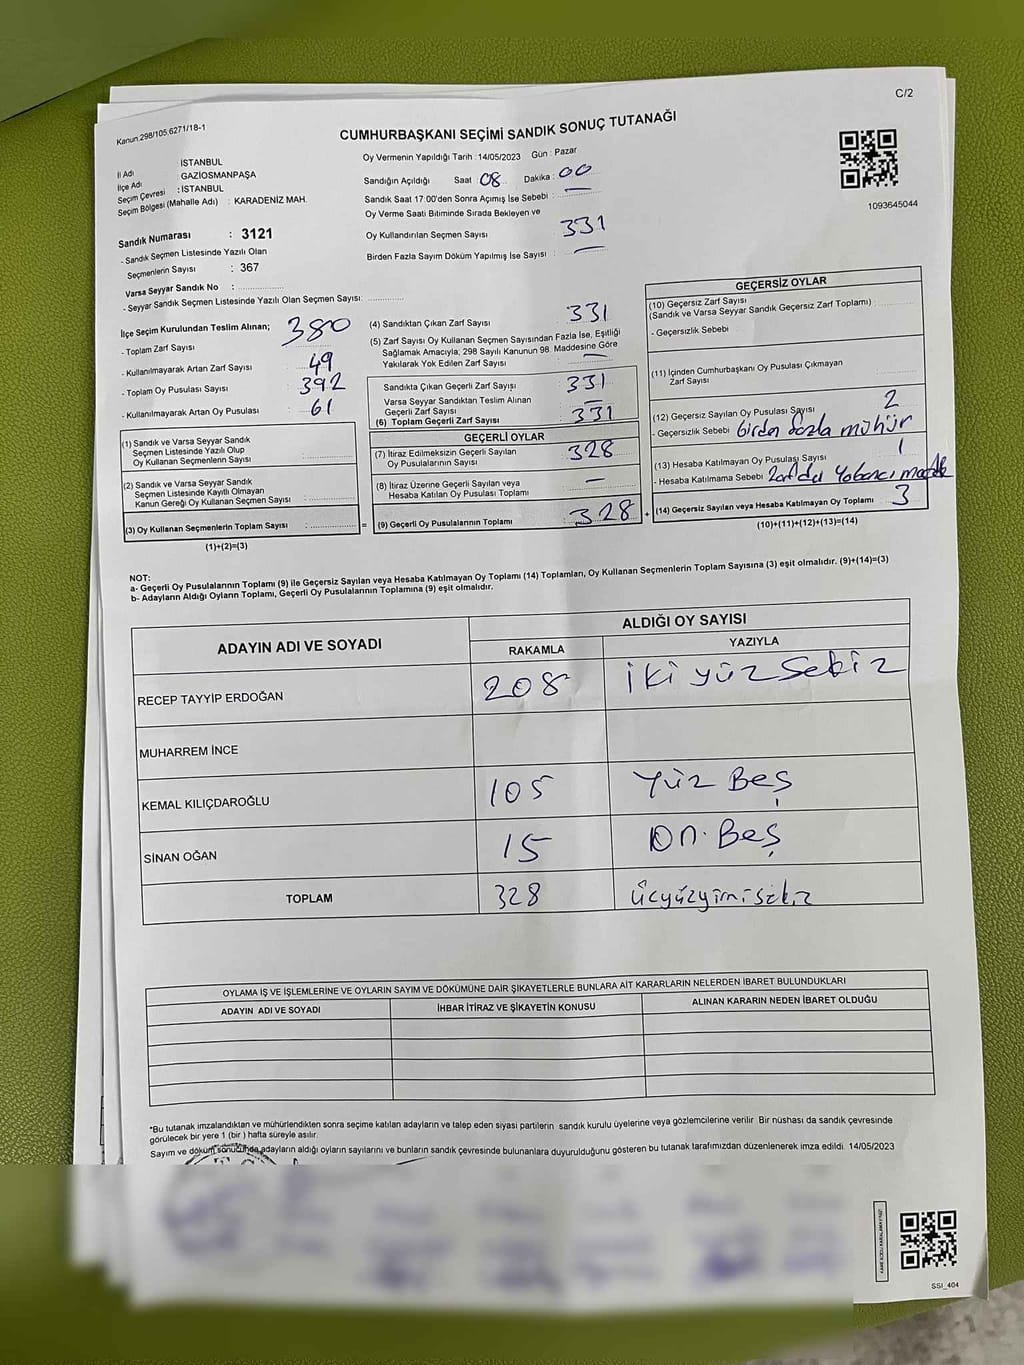 C/2
Kanun.298/105,6271/18-1
CUMHURBAŞKANI SEÇİMİ SANDIK SONUÇ TUTANAĞI
İl Adı : İSTANBUL
İlçe Adı : GAZİOSMANPAŞA
Seçim Çevresi : İSTANBUL
Seçim Bölgesi (Mahalle Adı) : KARADENİZ MAH.
Sandık Numarası : 3121
- Sandık Seçmen Listesinde Yazılı Olan
Seçmenlerin Sayısı : 367
Varsa Seyyar Sandık No :
- Seyyar Sandık Seçmen Listesinde Yazılı Olan Seçmen Sayısı:
Oy Vermenin Yapıldığı Tarih : 14/05/2023 Gün : Pazar
Sandığın Açıldığı Saat 08 Dakika : 00
Sandık Saat 17:00'den Sonra Açımış İse Sebebi : —
Oy Verme Saati Bitiminde Sırada Bekleyen ve
Oy Kullandırılan Seçmen Sayısı 331
Birden Fazla Sayım Döküm Yapılmış İse Sayısı : —
1093645044
İlçe Seçim Kurulundan Teslim Alınan;
- Toplam Zarf Sayısı 380
- Kullanılmayarak Artan Zarf Sayısı 49
- Toplam Oy Pusulası Sayısı 392
- Kullanılmayarak Artan Oy Pusulası 61
(1) Sandık ve Varsa Seyyar Sandık
Seçmen Listesinde Yazılı Olup
Oy Kullanan Seçmenlerin Sayısı
(2) Sandık ve Varsa Seyyar Sandık
Seçmen Listesinde Kayıtlı Olmayan
Kanun Gereği Oy Kullanan Seçmen Sayısı :
(3) Oy Kullanan Seçmenlerin Toplam Sayısı : =
(1)+(2)=(3)
(4) Sandıktan Çıkan Zarf Sayısı 331
(5) Zarf Sayısı Oy Kullanan Seçmen Sayısından Fazla İse, Eşitliği
Sağlamak Amacıyla; 298 Sayılı Kanunun 98. Maddesine Göre
Yakılarak Yok Edilen Zarf Sayısı —
Sandıkta Çıkan Geçerli Zarf Sayışı 331
Varsa Seyyar Sandıktan Teslim Alınan
Geçerli Zarf Sayısı —
(6) Toplam Geçerli Zarf Sayısı 331
GEÇERLİ OYLAR
(7) İtiraz Edilmeksizin Geçerli Sayılan
Oy Pusulalarının Sayısı 328
(8) İtiraz Üzerine Geçerli Sayılan veya
Hesaba Katılan Oy Pusulası Toplamı —
(9) Geçerli Oy Pusulalarının Toplamı 328 +
GEÇERSİZ OYLAR
(10) Geçersiz Zarf Sayısı
(Sandık ve Varsa Seyyar Sandık Geçersiz Zarf Toplamı)
- Geçersizlik Sebebi
(11) İçinden Cumhurbaşkanı Oy Pusulası Çıkmayan
Zarf Sayısı
(12) Geçersiz Sayılan Oy Pusulası Sayısı 2
- Geçersizlik Sebebi birden fazla mühür
(13) Hesaba Katılmayan Oy Pusulaşı Sayısı 1
- Hesaba Katılmama Sebebi Zarfda Yabancı madde
(14) Geçersiz Sayılan veya Hesaba Katılmayan Oy Toplamı 3
(10)+(11)+(12)+(13)=(14)
NOT:
a- Geçerli Oy Pusulalarının Toplamı (9) ile Geçersiz Sayılan veya Hesaba Katılmayan Oy Toplamı (14) Toplamları, Oy Kullanan Seçmenlerin Toplam Sayısına (3) eşit olmalıdır. (9)+(14)=(3)
b- Adayların Aldığı Oyların Toplamı, Geçerli Oy Pusulalarının Toplamına (9) eşit olmalıdır.
ADAYIN ADI VE SOYADI
ALDIĞI OY SAYISI
RAKAMLA YAZIYLA
RECEP TAYYİP ERDOĞAN 208 iki yüz sekiz
MUHARREM İNCE
KEMAL KILIÇDAROĞLU 105 Yüz Beş
SİNAN OĞAN 15 On. Beş
TOPLAM 328 üçyüzyirmisekiz
OYLAMA İŞ VE İŞLEMLERİNE VE OYLARIN SAYIM VE DÖKÜMÜNE DAİR ŞİKAYETLERLE BUNLARA AİT KARARLARIN NELERDEN İBARET BULUNDUKLARI
ADAYIN ADI VE SOYADI İHBAR İTİRAZ VE ŞİKAYETİN KONUSU ALINAN KARARIN NEDEN İBARET OLDUĞU
*Bu tutanak imzalandıktan ve mühürlendikten sonra seçime katılan adayların ve talep eden siyasi partilerin sandık kurulu üyelerine veya gözlemcilerine verilir Bir nüshası da sandık çevresinde
görülecek bir yere 1 (bir ) hafta süreyle asılır.
Sayım ve döküm sonucunda adayların aldığı oyların sayılarını ve bunların sandık çevresinde bulunanlara duyurulduğunu gösteren bu tutanak tarafımızdan düzenlenerek imza edildi. 14/05/2023
SSI_404